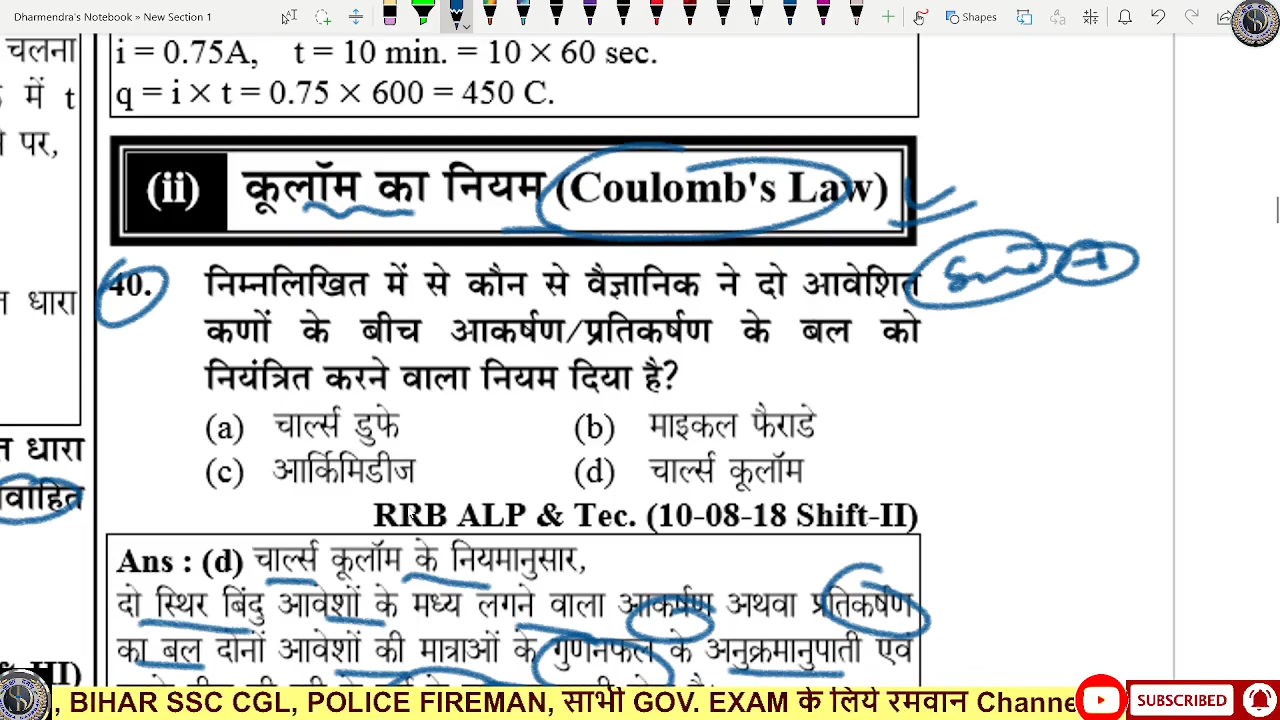 Dharmendra's Notebook » New Section 1
Shapes
चलना
में t
पर,
धारा
त धारा
वाहित
i = 0.75A, t = 10 min. = 10 × 60 sec.
q = i × t = 0.75 × 600 = 450 C.
(ii) कूलॉम का नियम (Coulomb's Law)
40. निम्नलिखित में से कौन से वैज्ञानिक ने दो आवेशित
कणों के बीच आकर्षण/प्रतिकर्षण के बल को
नियंत्रित करने वाला नियम दिया है?
(a) चार्ल्स डुफे (b) माइकल फैराडे
(c) आर्किमिडीज (d) चार्ल्स कूलॉम
RRB ALP & Tec. (10-08-18 Shift-II)
Ans : (d) चार्ल्स कूलॉम के नियमानुसार,
दो स्थिर बिंदु आवेशों के मध्य लगने वाला आकर्षण अथवा प्रतिकर्षण
का बल दोनों आवेशों की मात्राओं के गुणनफल के अनुक्रमानुपाती एवं
, BIHAR SSC CGL, POLICE FIREMAN, साभी GOV. EXAM के लिये रमवान Channe
SUBSCRIBED